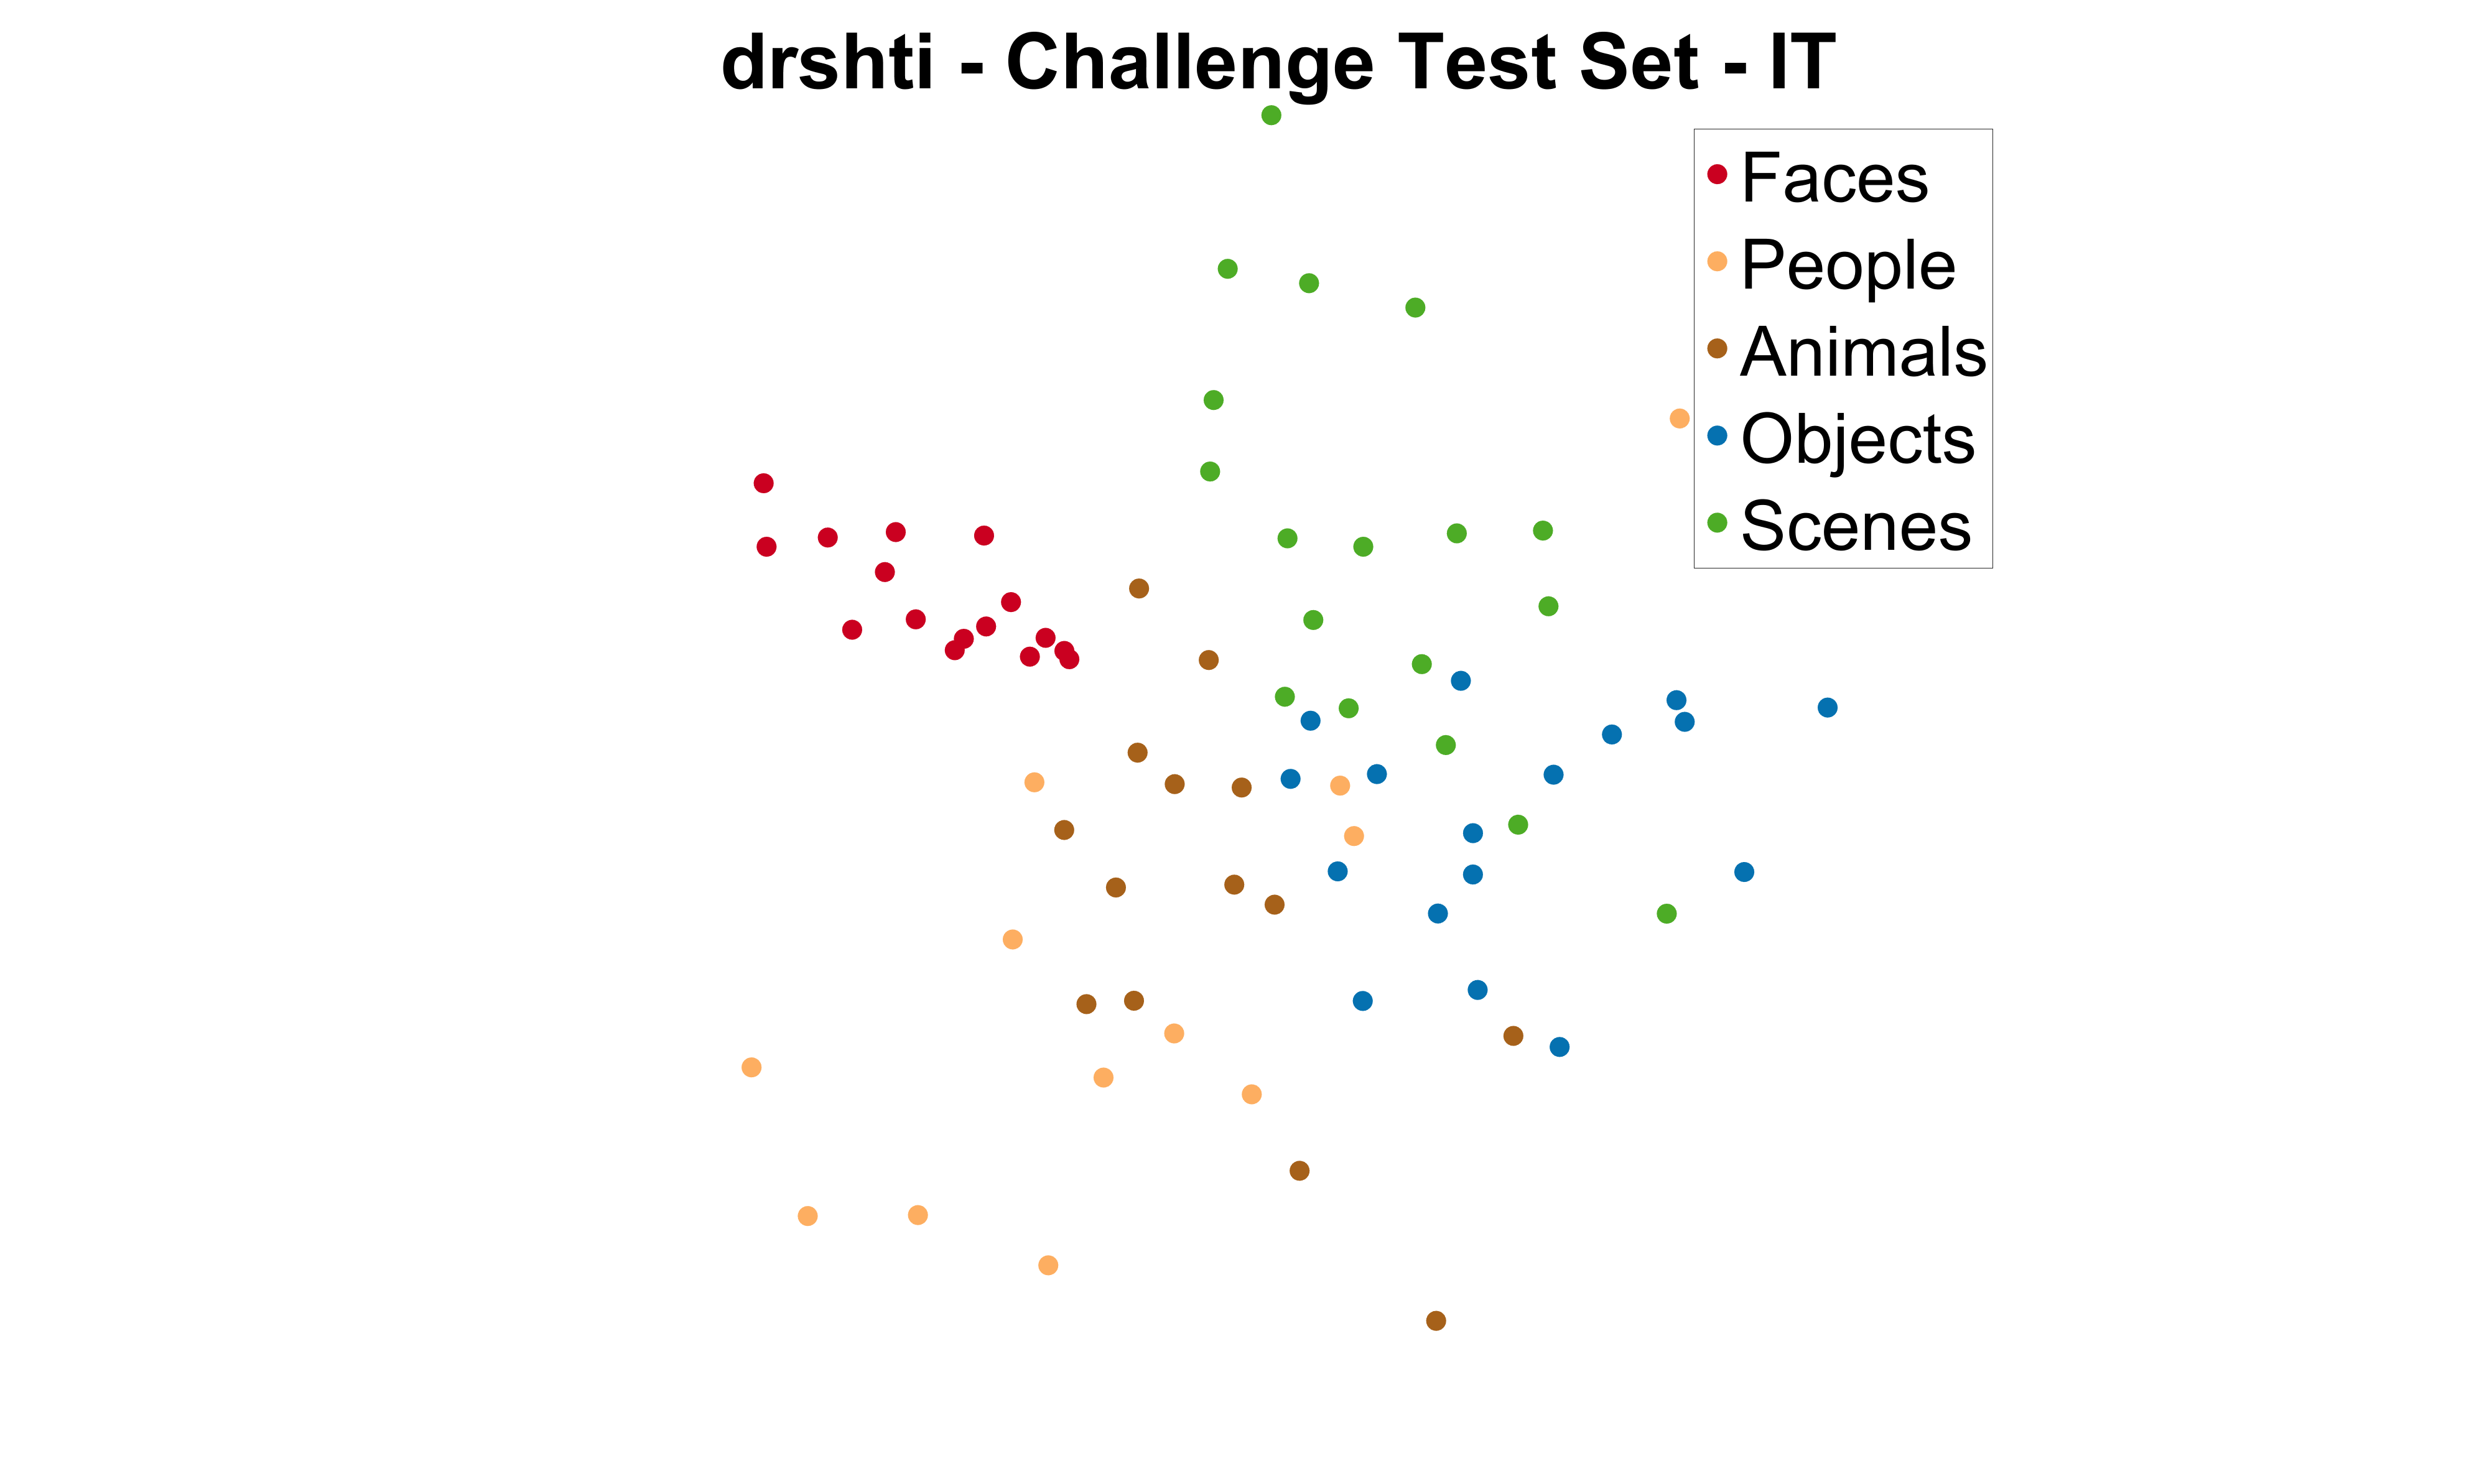 drshti - Challenge Test Set - IT
Faces
People
Animals
Objects
Scenes